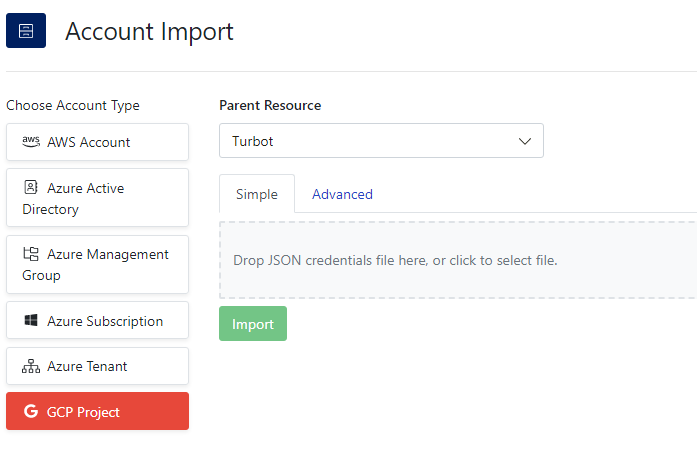 Account Import
Choose Account Type
aws AWS Account
Azure Active
Directory
Azure Management
Group
Azure Subscription
Azure Tenant
G GCP Project
Parent Resource
Turbot
Simple
Advanced
Drop JSON credentials file here, or click to select file.
Import